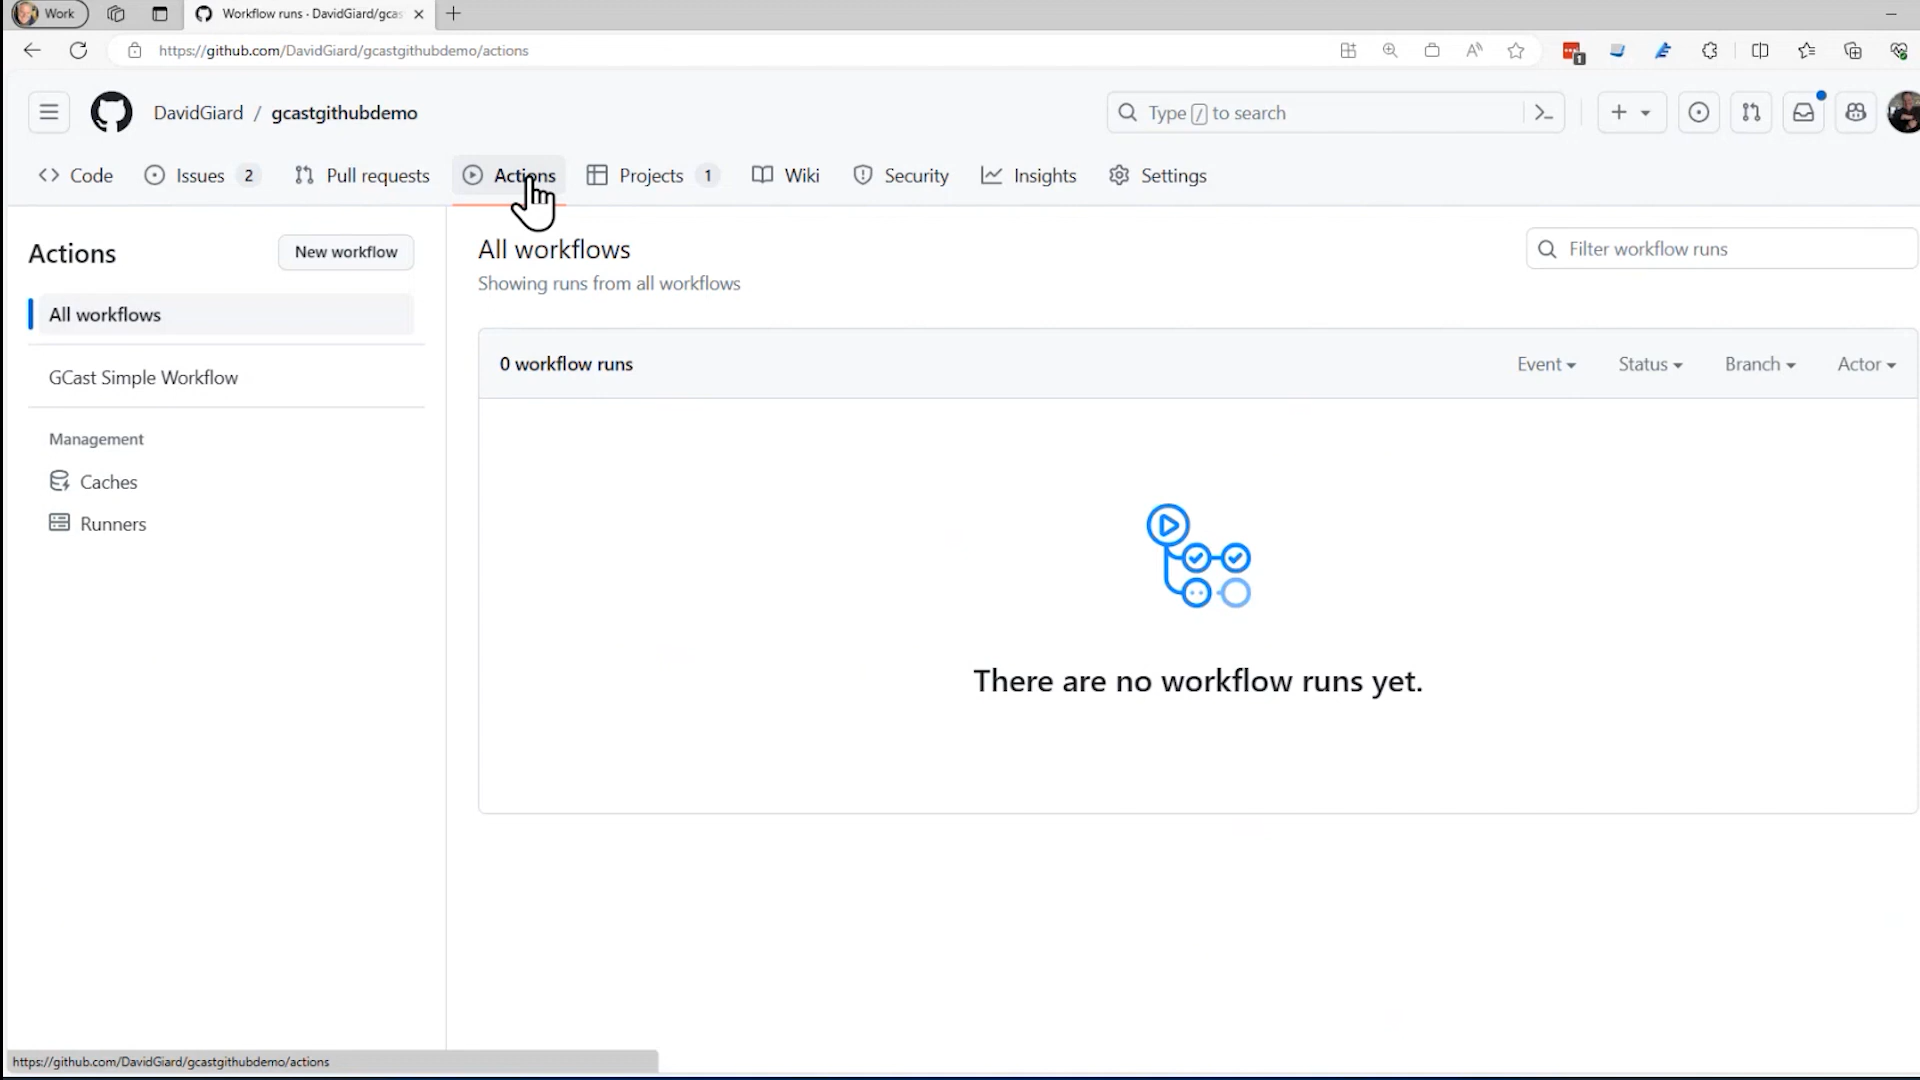 Work
Workflow runs · DavidGiard/gcas
https://github.com/DavidGiard/gcastgithubdemo/actions
1
DavidGiard / gcastgithubdemo
Type / to search
Code
Issues 2
Pull requests
Actions
Projects 1
Wiki
Security
Insights
Settings
Actions
New workflow
All workflows
GCast Simple Workflow
Management
Caches
Runners
All workflows
Showing runs from all workflows
Filter workflow runs
0 workflow runs
Event
Status
Branch
Actor
There are no workflow runs yet.
https://github.com/DavidGiard/gcastgithubdemo/actions